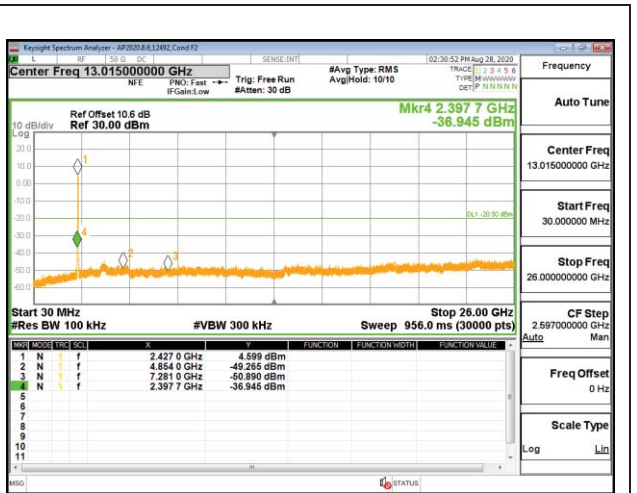 Keysight Spectrum Analyzer - AP2020.8.6,12492,Cond F2
L RF 50 Ω DC SENSE:INT 02:30:52 PM Aug 28, 2020
Center Freq 13.015000000 GHz
NFE PNO: Fast IFGain:Low
Trig: Free Run
#Atten: 30 dB
#Avg Type: RMS
Avg|Hold: 10/10
TRACE 1 2 3 4 5 6
TYPE M W W W W W
DET P N N N N N
Frequency
Auto Tune
Center Freq
13.015000000 GHz
Start Freq
30.000000 MHz
Stop Freq
26.000000000 GHz
CF Step
2.597000000 GHz
Auto Man
Freq Offset
0 Hz
Scale Type
Log Lin
Mkr4 2.397 7 GHz
-36.945 dBm
Ref Offset 10.6 dB
10 dB/div Ref 30.00 dBm
Log
20.0
10.0
0.00
-10.0
-20.0
-30.0
-40.0
-50.0
-60.0
1
4
2
3
DL1 -20.50 dBm
Start 30 MHz Stop 26.00 GHz
#Res BW 100 kHz #VBW 300 kHz Sweep 956.0 ms (30000 pts)
MKR MODE TRC SCL X Y FUNCTION FUNCTION WIDTH FUNCTION VALUE
1 N 1 f 2.427 0 GHz 4.599 dBm
2 N 1 f 4.854 0 GHz -49.265 dBm
3 N 1 f 7.281 0 GHz -50.890 dBm
4 N 1 f 2.397 7 GHz -36.945 dBm
5
6
7
8
9
10
11
MSG STATUS